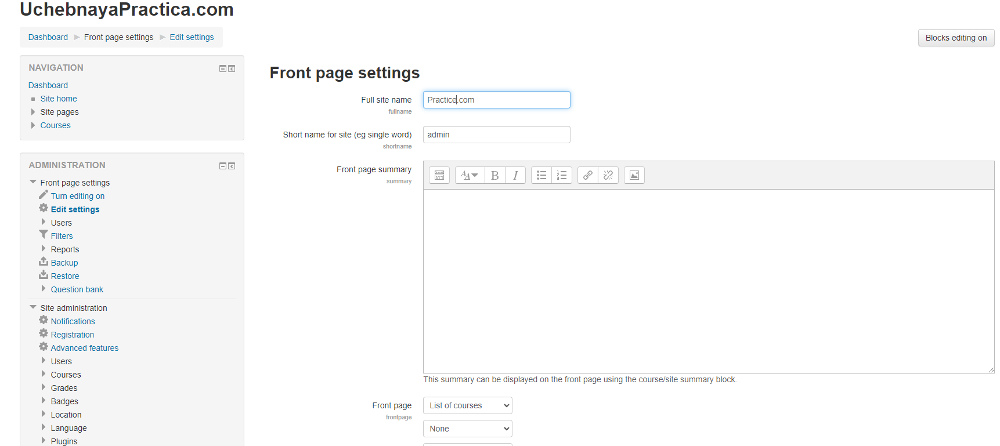 UchebnayaPractica.com
Dashboard Front page settings Edit settings
Blocks editing on
NAVIGATION
Dashboard
Site home
Site pages
Courses
ADMINISTRATION
Front page settings
Turn editing on
Edit settings
Users
Filters
Reports
Backup
Restore
Question bank
Site administration
Notifications
Registration
Advanced features
Users
Courses
Grades
Badges
Location
Language
Plugins
Front page settings
Full site name Practice.com
fullname
Short name for site (eg single word) admin
shortname
Front page summary
summary
This summary can be displayed on the front page using the course/site summary block.
Front page List of courses
frontpage
None